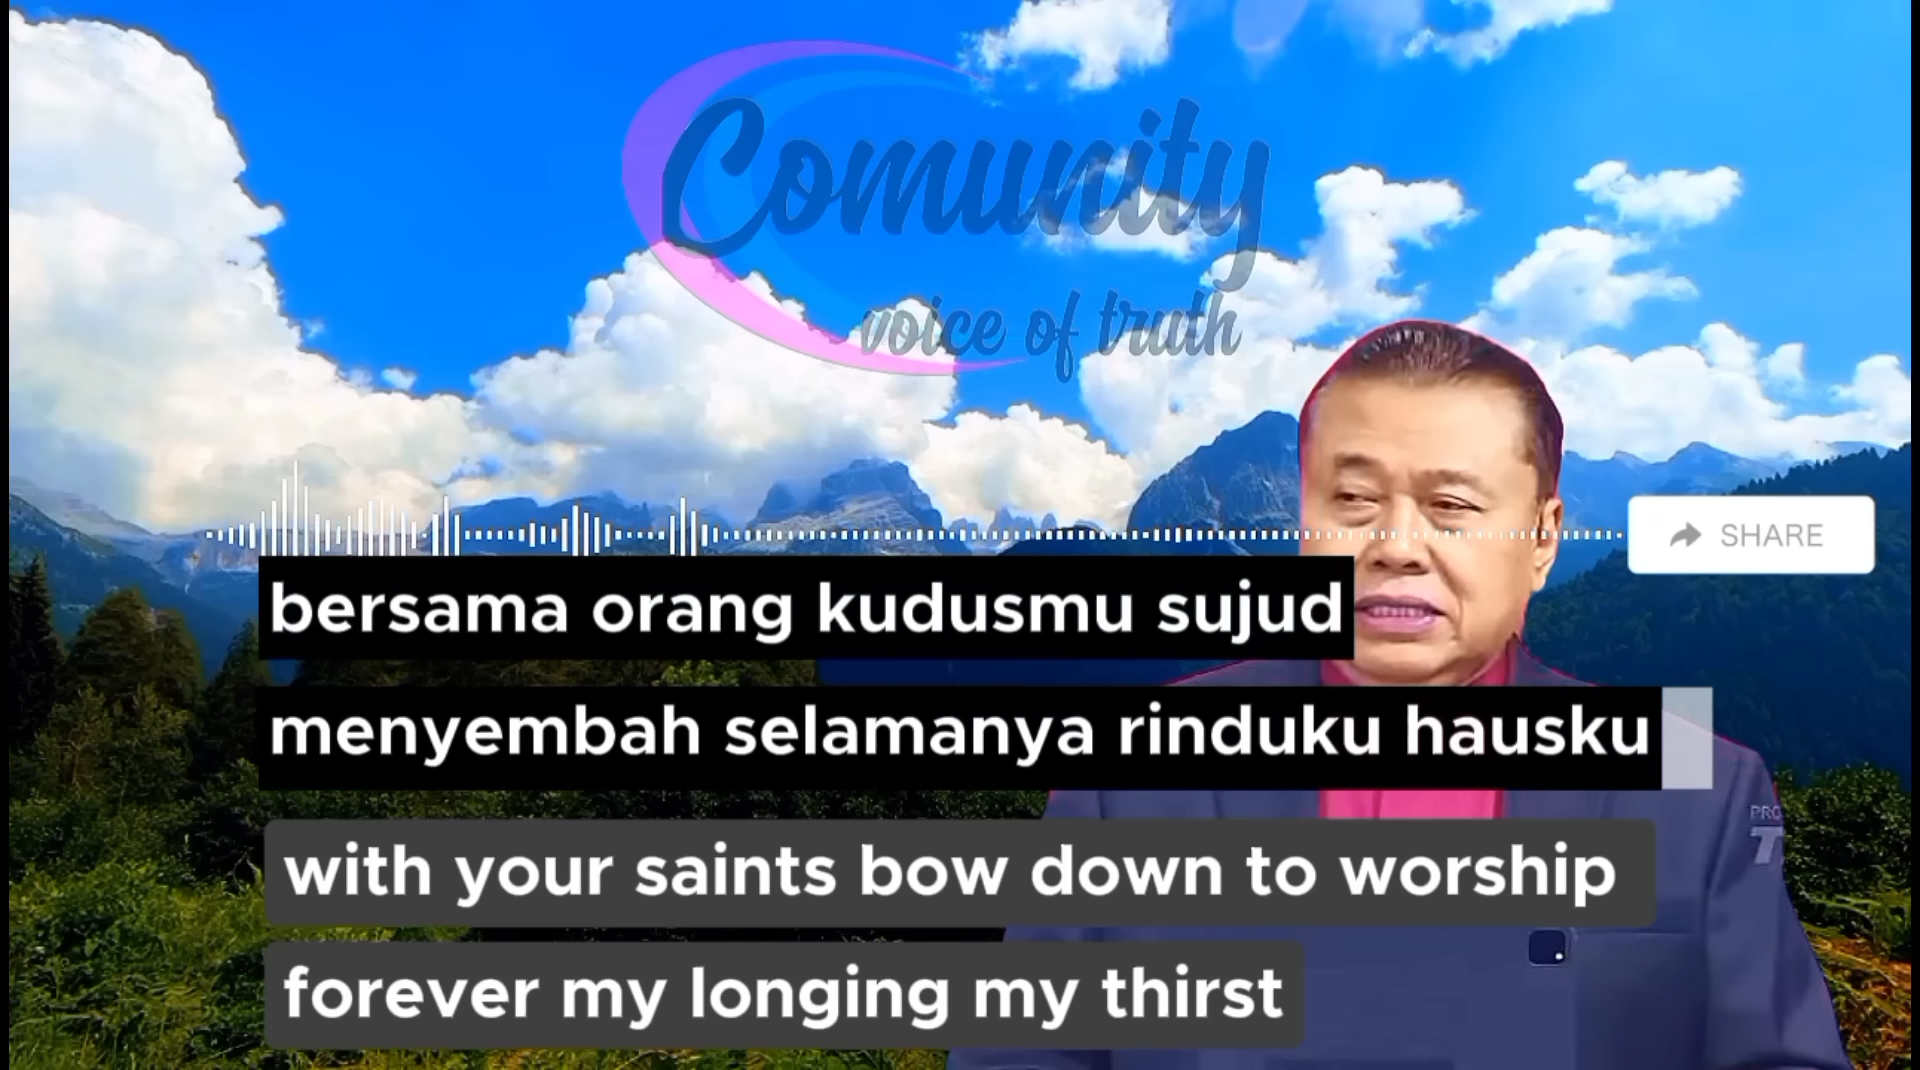 Comunity
voice of truth
SHARE
bersama orang kudusmu sujud
menyembah selamanya rinduku hausku
PRO
T
with your saints bow down to worship
forever my longing my thirst